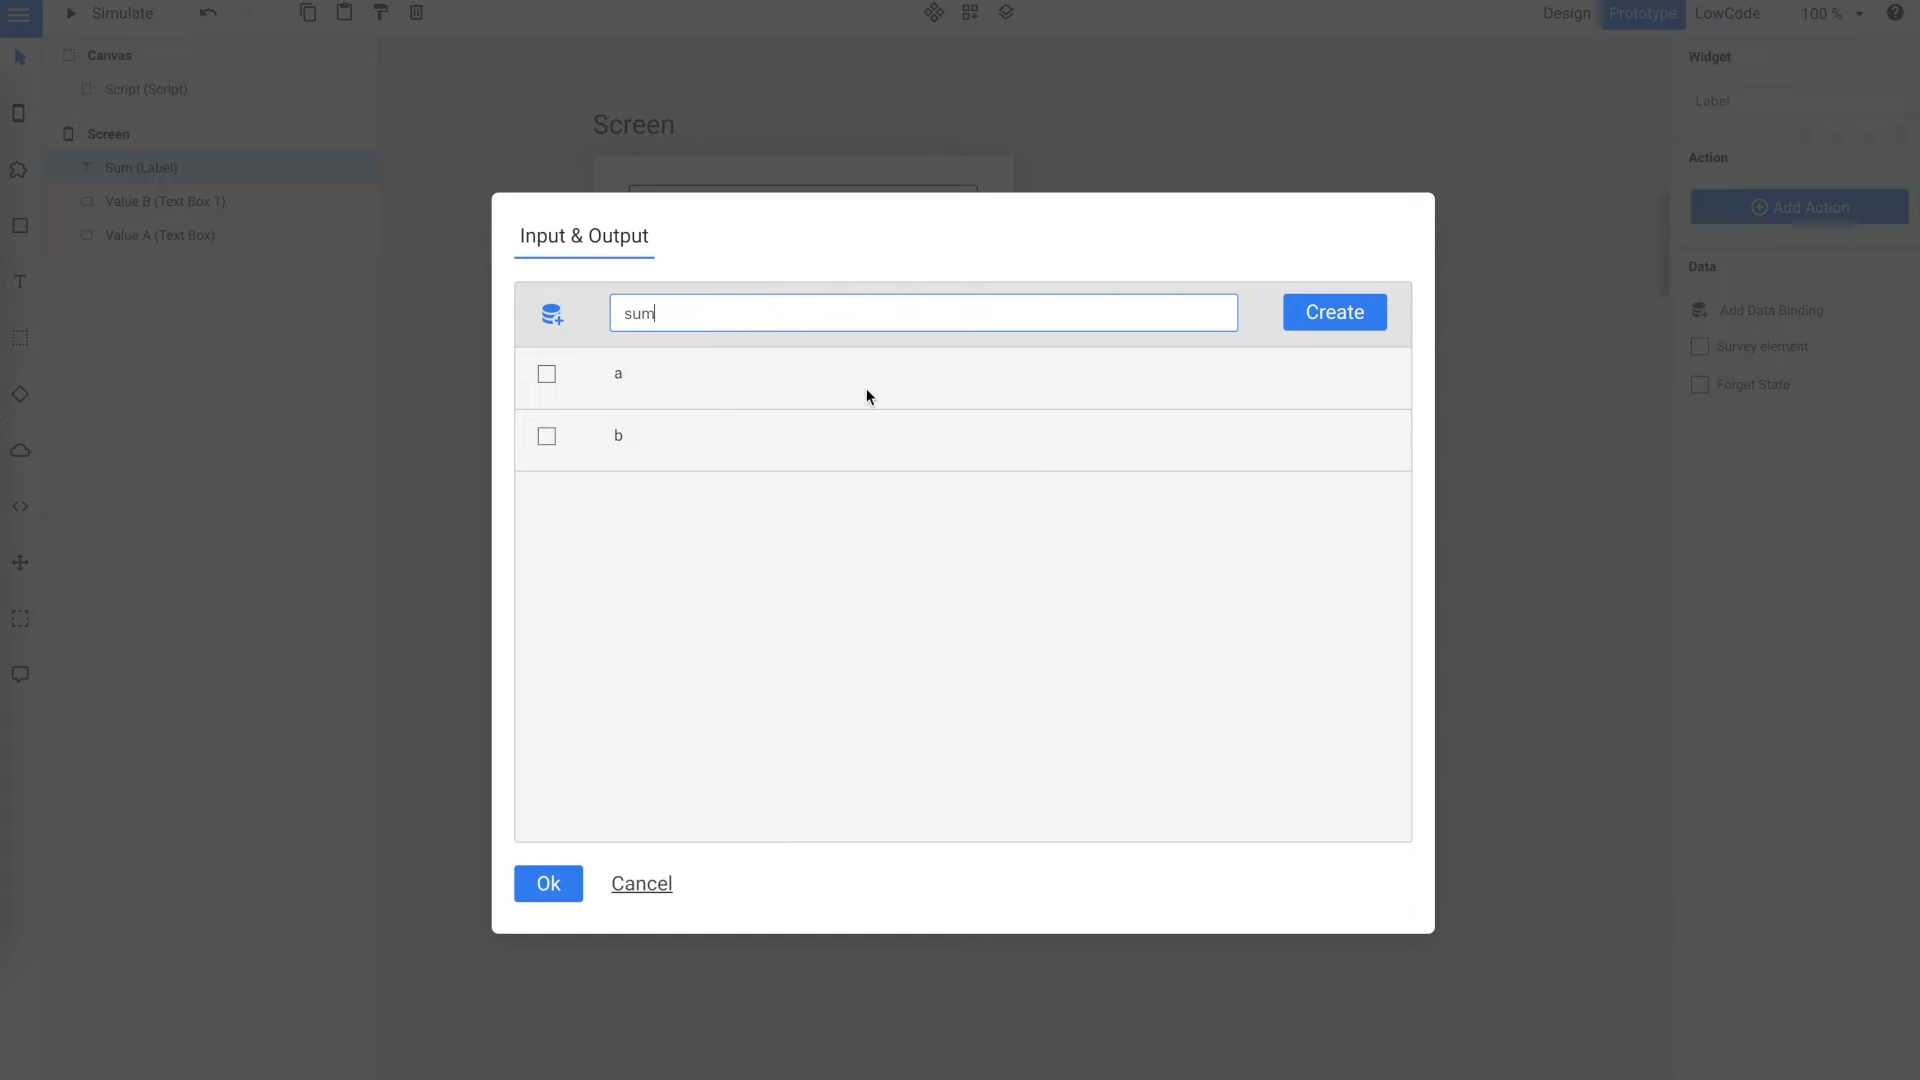 Simulate
Design
Prototype
LowCode
100 %
Canvas
Script (Script)
Screen
Sum (Label)
Value B (Text Box 1)
Value A (Text Box)
Screen
Input & Output
sum
Create
a
b
Ok
Cancel
Widget
Label
Action
Add Action
Data
Add Data Binding
Survey element
Forget State